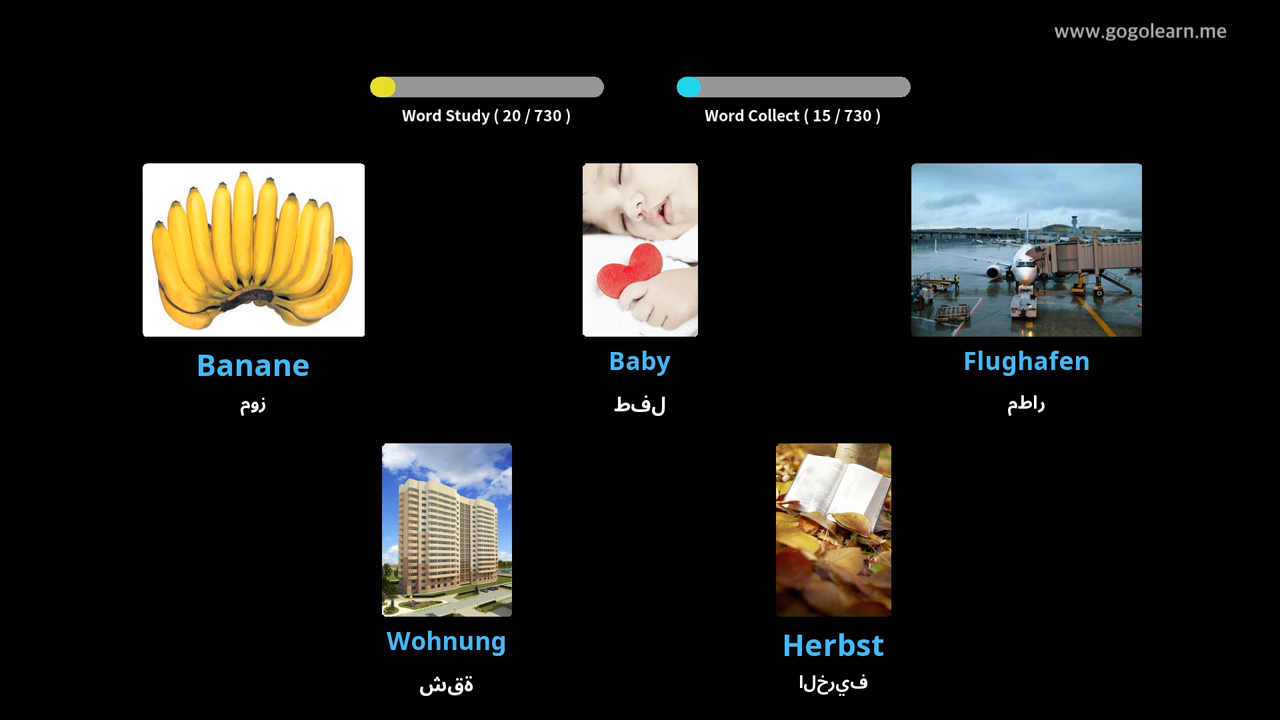 www.gogolearn.me
Word Study ( 20 / 730 )
Word Collect ( 15 / 730 )
Banane
زوم
Baby
لفط
Flughafen
راطم
Wohnung
ةقش
Herbst
فيرخلا